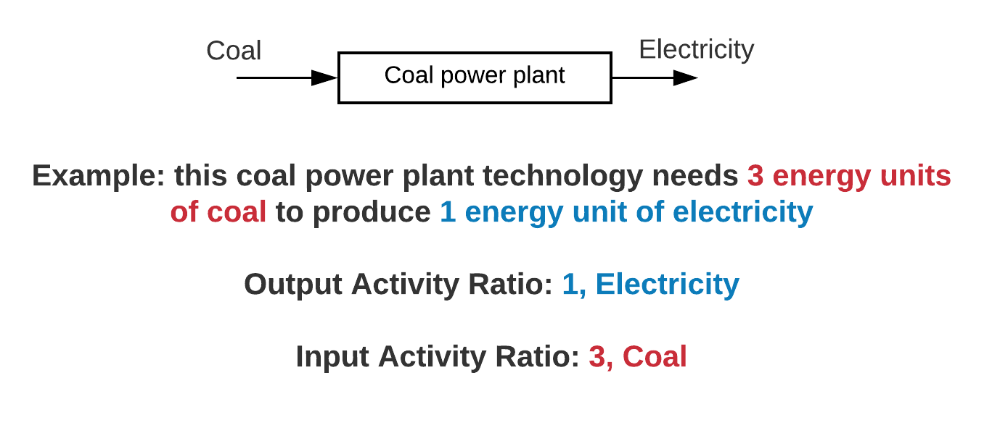 Coal
Electricity
Coal power plant
Example: this coal power plant technology needs 3 energy units
of coal to produce 1 energy unit of electricity
Output Activity Ratio: 1, Electricity
Input Activity Ratio: 3, Coal